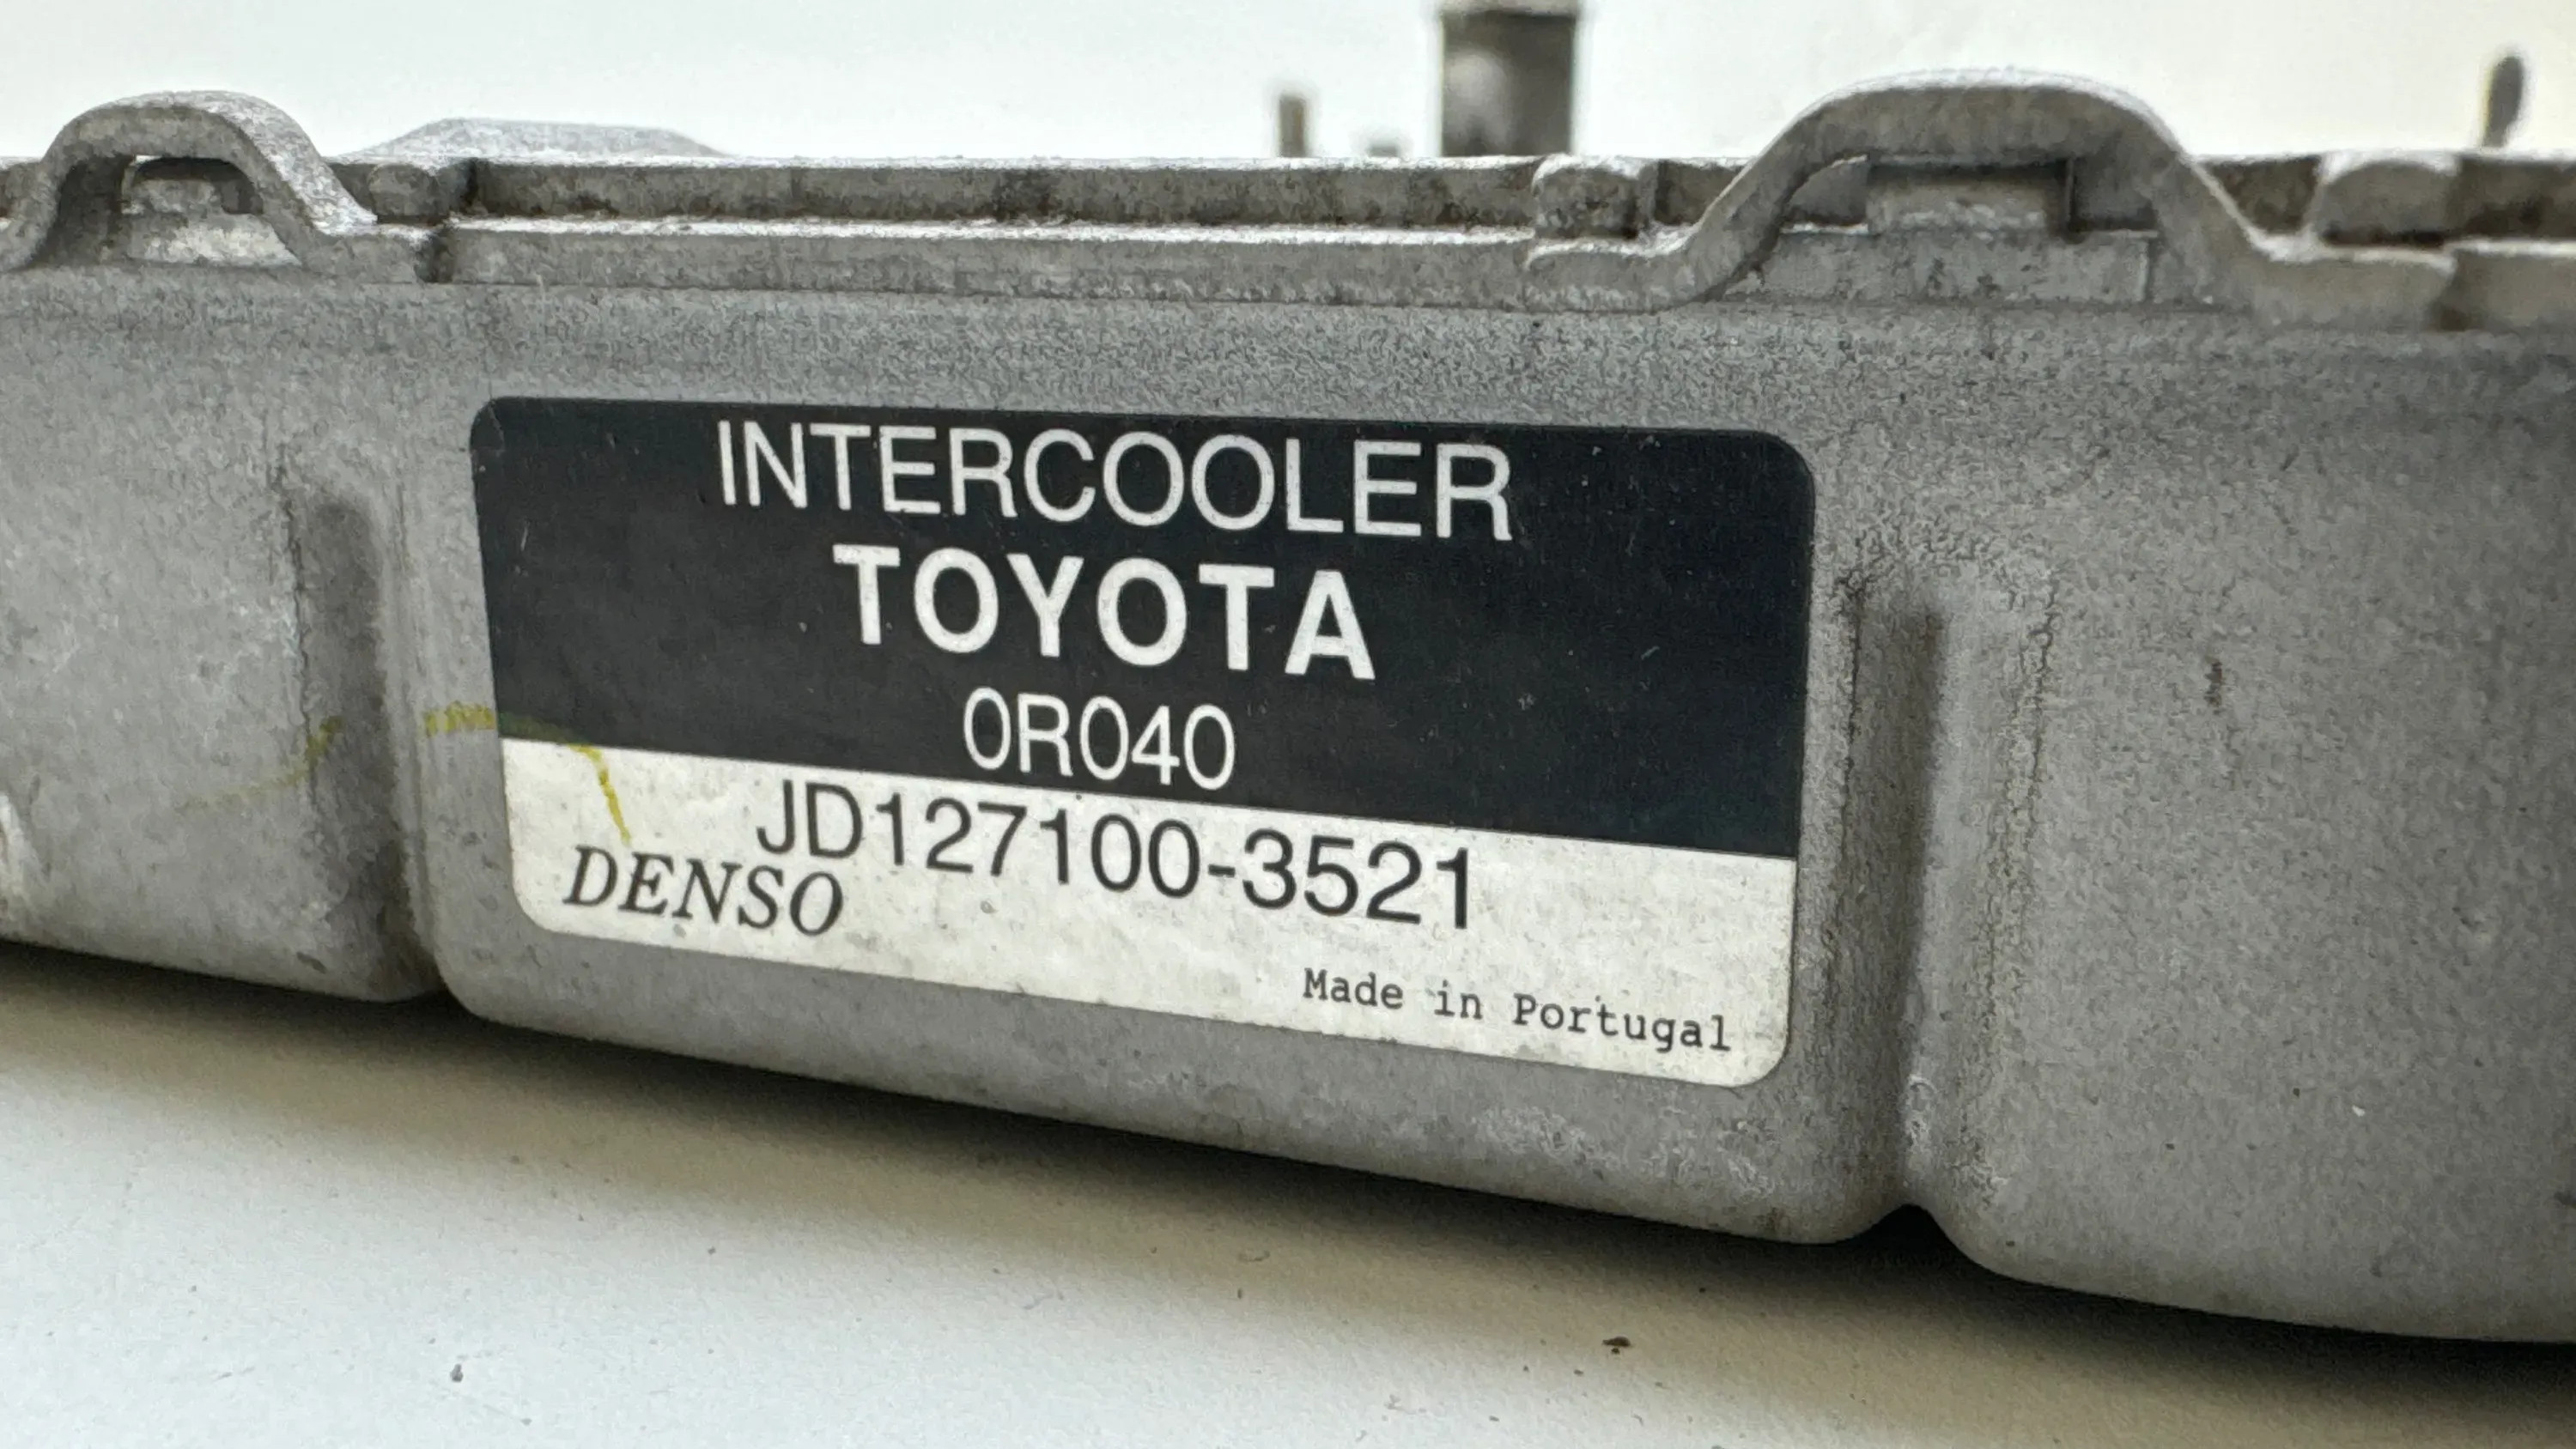 INTERCOOLER
TOYOTA
0R040
JD127100-3521
DENSO
Made in Portugal